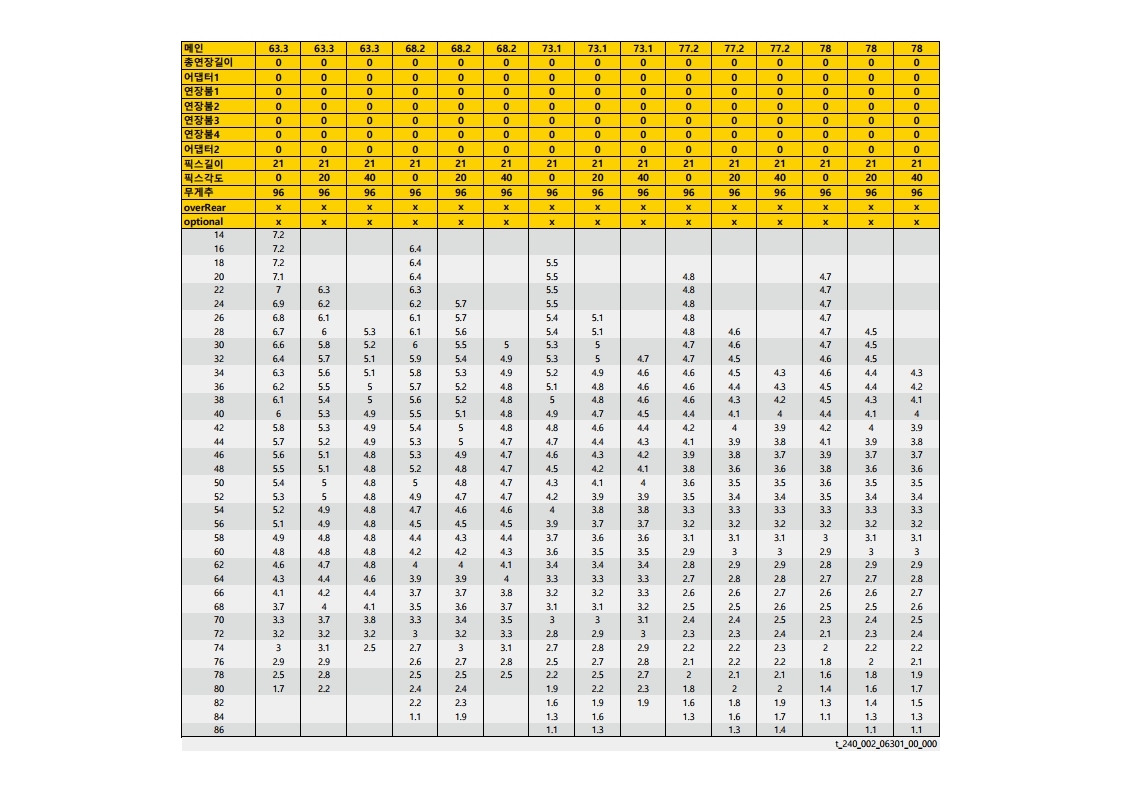 메인 63.3 63.3 63.3 68.2 68.2 68.2 73.1 73.1 73.1 77.2 77.2 77.2 78 78 78
총연장길이 0 0 0 0 0 0 0 0 0 0 0 0 0 0 0
어댑터1 0 0 0 0 0 0 0 0 0 0 0 0 0 0 0
연장붐1 0 0 0 0 0 0 0 0 0 0 0 0 0 0 0
연장붐2 0 0 0 0 0 0 0 0 0 0 0 0 0 0 0
연장붐3 0 0 0 0 0 0 0 0 0 0 0 0 0 0 0
연장붐4 0 0 0 0 0 0 0 0 0 0 0 0 0 0 0
어댑터2 0 0 0 0 0 0 0 0 0 0 0 0 0 0 0
픽스길이 21 21 21 21 21 21 21 21 21 21 21 21 21 21 21
픽스각도 0 20 40 0 20 40 0 20 40 0 20 40 0 20 40
무게추 96 96 96 96 96 96 96 96 96 96 96 96 96 96 96
overRear x x x x x x x x x x x x x x x
optional x x x x x x x x x x x x x x x
14 7.2
16 7.2 6.4
18 7.2 6.4 5.5
20 7.1 6.4 5.5 4.8 4.7
22 7 6.3 6.3 5.5 4.8 4.7
24 6.9 6.2 6.2 5.7 5.5 4.8 4.7
26 6.8 6.1 6.1 5.7 5.4 5.1 4.8 4.7
28 6.7 6 5.3 6.1 5.6 5.4 5.1 4.8 4.6 4.7 4.5
30 6.6 5.8 5.2 6 5.5 5 5.3 5 4.7 4.6 4.7 4.5
32 6.4 5.7 5.1 5.9 5.4 4.9 5.3 5 4.7 4.7 4.5 4.6 4.5
34 6.3 5.6 5.1 5.8 5.3 4.9 5.2 4.9 4.6 4.6 4.5 4.3 4.6 4.4 4.3
36 6.2 5.5 5 5.7 5.2 4.8 5.1 4.8 4.6 4.6 4.4 4.3 4.5 4.4 4.2
38 6.1 5.4 5 5.6 5.2 4.8 5 4.8 4.6 4.6 4.3 4.2 4.5 4.3 4.1
40 6 5.3 4.9 5.5 5.1 4.8 4.9 4.7 4.5 4.4 4.1 4 4.4 4.1 4
42 5.8 5.3 4.9 5.4 5 4.8 4.8 4.6 4.4 4.2 4 3.9 4.2 4 3.9
44 5.7 5.2 4.9 5.3 5 4.7 4.7 4.4 4.3 4.1 3.9 3.8 4.1 3.9 3.8
46 5.6 5.1 4.8 5.3 4.9 4.7 4.6 4.3 4.2 3.9 3.8 3.7 3.9 3.7 3.7
48 5.5 5.1 4.8 5.2 4.8 4.7 4.5 4.2 4.1 3.8 3.6 3.6 3.8 3.6 3.6
50 5.4 5 4.8 5 4.8 4.7 4.3 4.1 4 3.6 3.5 3.5 3.6 3.5 3.5
52 5.3 5 4.8 4.9 4.7 4.7 4.2 3.9 3.9 3.5 3.4 3.4 3.5 3.4 3.4
54 5.2 4.9 4.8 4.7 4.6 4.6 4 3.8 3.8 3.3 3.3 3.3 3.3 3.3 3.3
56 5.1 4.9 4.8 4.5 4.5 4.5 3.9 3.7 3.7 3.2 3.2 3.2 3.2 3.2 3.2
58 4.9 4.8 4.8 4.4 4.3 4.4 3.7 3.6 3.6 3.1 3.1 3.1 3 3.1 3.1
60 4.8 4.8 4.8 4.2 4.2 4.3 3.6 3.5 3.5 2.9 3 3 2.9 3 3
62 4.6 4.7 4.8 4 4 4.1 3.4 3.4 3.4 2.8 2.9 2.9 2.8 2.9 2.9
64 4.3 4.4 4.6 3.9 3.9 4 3.3 3.3 3.3 2.7 2.8 2.8 2.7 2.7 2.8
66 4.1 4.2 4.4 3.7 3.7 3.8 3.2 3.2 3.3 2.6 2.6 2.7 2.6 2.6 2.7
68 3.7 4 4.1 3.5 3.6 3.7 3.1 3.1 3.2 2.5 2.5 2.6 2.5 2.5 2.6
70 3.3 3.7 3.8 3.3 3.4 3.5 3 3 3.1 2.4 2.4 2.5 2.3 2.4 2.5
72 3.2 3.2 3.2 3 3.2 3.3 2.8 2.9 3 2.3 2.3 2.4 2.1 2.3 2.4
74 3 3.1 2.5 2.7 3 3.1 2.7 2.8 2.9 2.2 2.2 2.3 2 2.2 2.2
76 2.9 2.9 2.6 2.7 2.8 2.5 2.7 2.8 2.1 2.2 2.2 1.8 2 2.1
78 2.5 2.8 2.5 2.5 2.5 2.2 2.5 2.7 2 2.1 2.1 1.6 1.8 1.9
80 1.7 2.2 2.4 2.4 1.9 2.2 2.3 1.8 2 2 1.4 1.6 1.7
82 2.2 2.3 1.6 1.9 1.9 1.6 1.8 1.9 1.3 1.4 1.5
84 1.1 1.9 1.3 1.6 1.3 1.6 1.7 1.1 1.3 1.3
86 1.1 1.3 1.3 1.4 1.1 1.1
t_240_002_06301_00_000